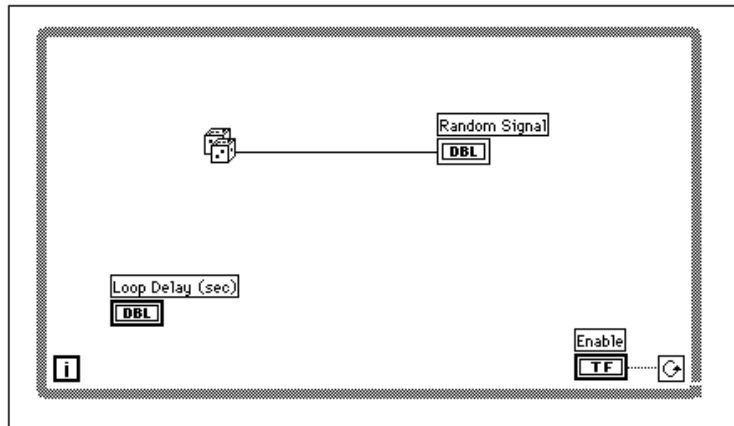 Random Signal
DBL
Loop Delay (sec)
DBL
Enable
TF
i